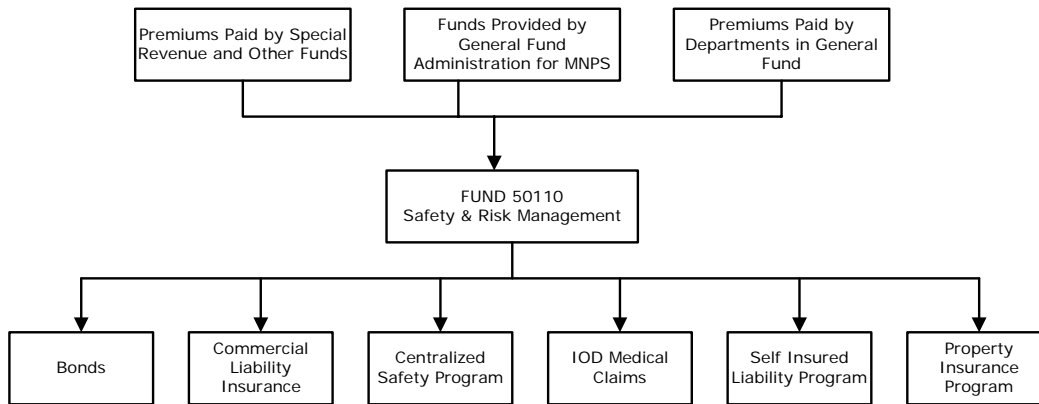 Premiums Paid by Special
Revenue and Other Funds
Funds Provided by
General Fund
Administration for MNPS
Premiums Paid by
Departments in General
Fund
FUND 50110
Safety & Risk Management
Bonds
Commercial
Liability
Insurance
Centralized
Safety Program
IOD Medical
Claims
Self Insured
Liability Program
Property
Insurance
Program